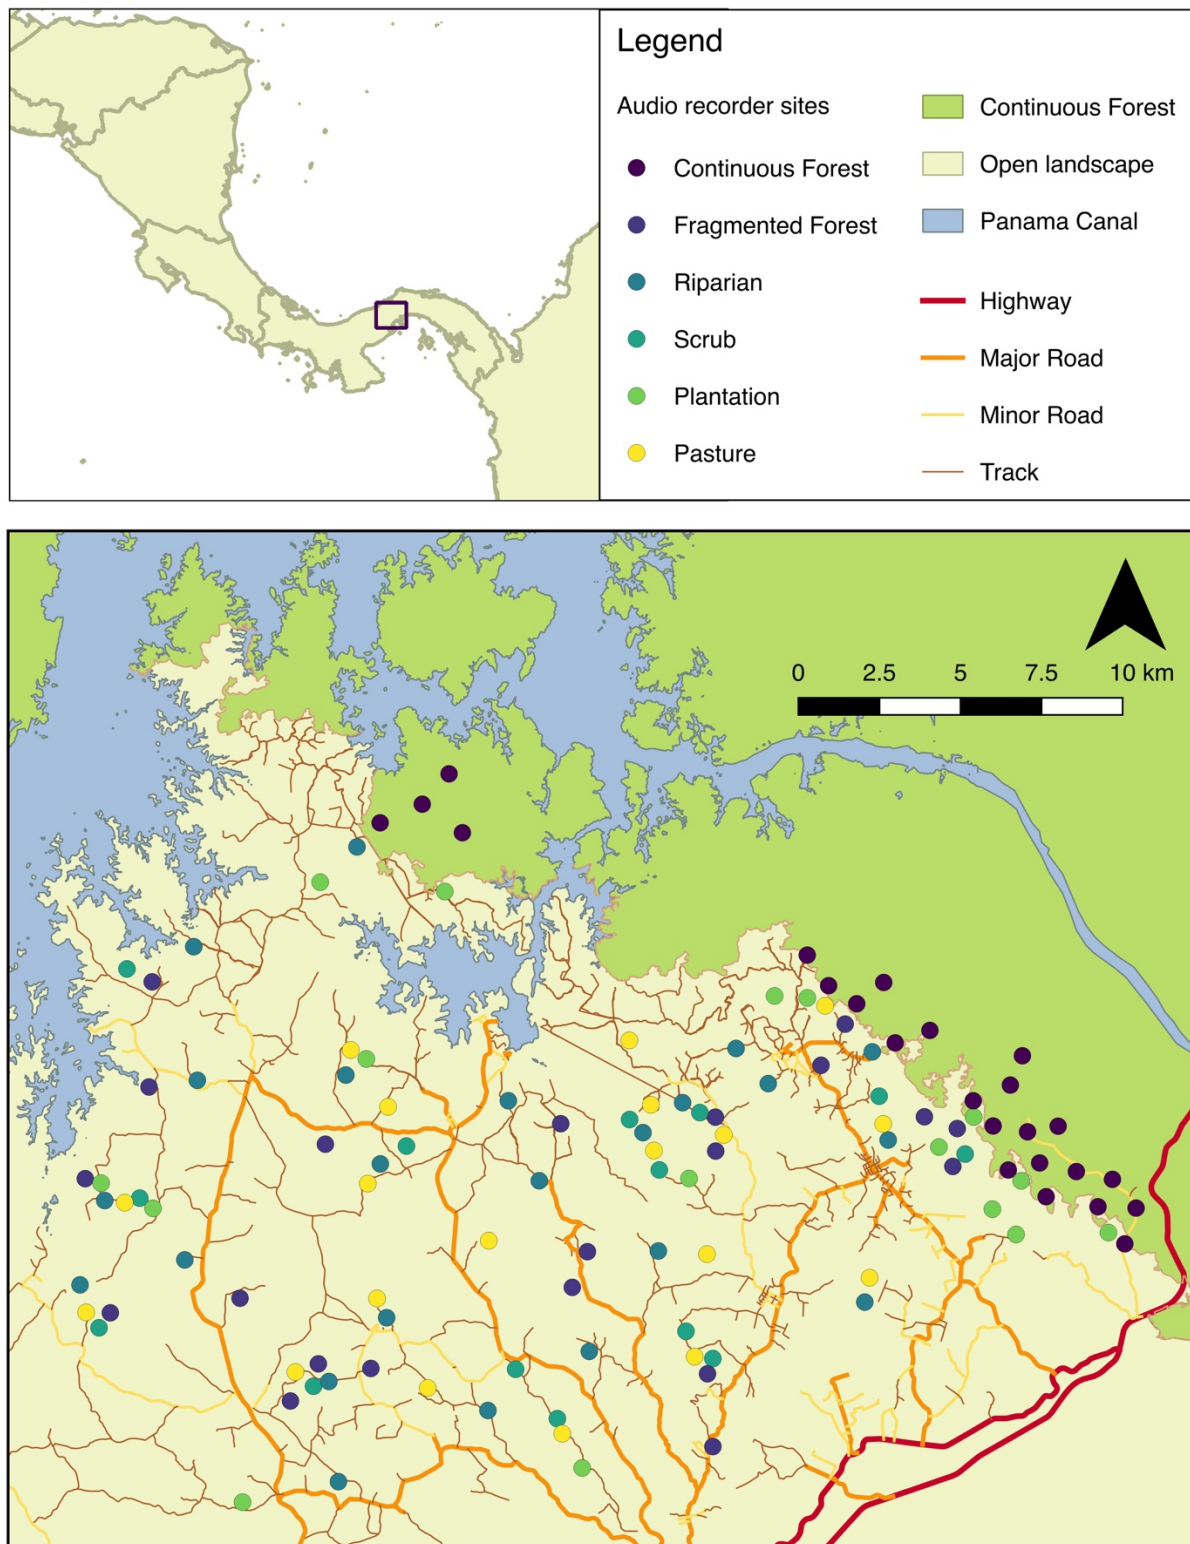 Legend
Audio recorder sites
Continuous Forest
Fragmented Forest
Riparian
Scrub
Plantation
Pasture
Continuous Forest
Open landscape
Panama Canal
Highway
Major Road
Minor Road
Track
0 2.5 5 7.5 10 km